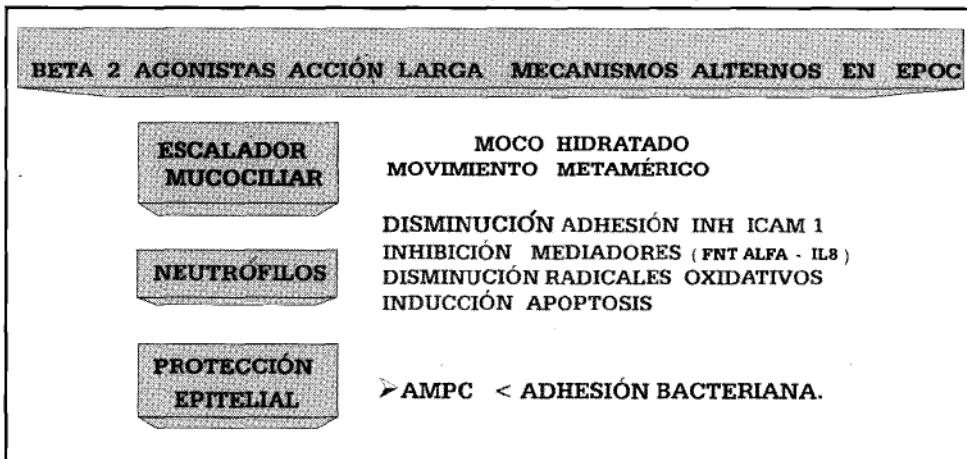 BETA 2 AGONISTAS ACCIÓN LARGA MECANISMOS ALTERNOS EN EPOC
ESCALADOR
MUCOCILIAR
MOCO HIDRATADO
MOVIMIENTO METAMÉRICO
NEUTRÓFILOS
DISMINUCIÓN ADHESIÓN INH ICAM 1
INHIBICIÓN MEDIADORES ( FNT ALFA - IL8 )
DISMINUCIÓN RADICALES OXIDATIVOS
INDUCCIÓN APOPTOSIS
PROTECCIÓN
EPITELIAL
➢AMPC < ADHESIÓN BACTERIANA.